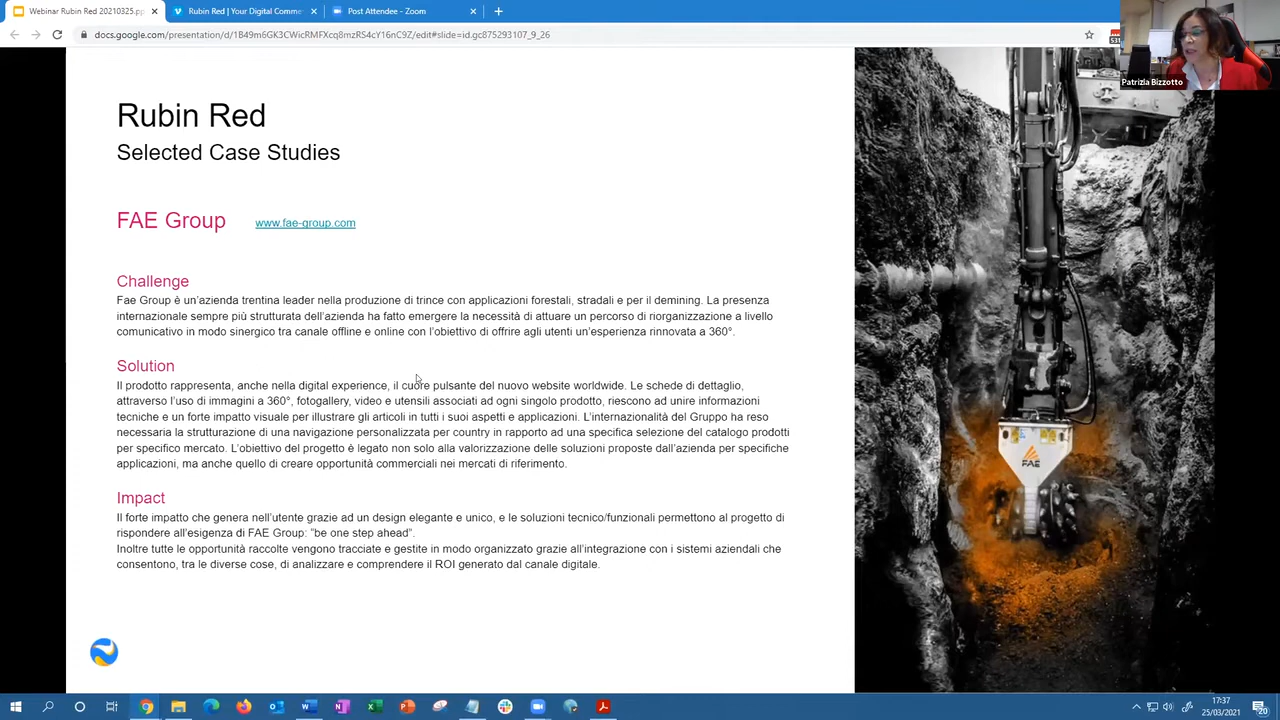 Webinar Rubin Red 20210325.pp
Rubin Red | Your Digital Comme
Post Attendee - Zoom
docs.google.com/presentation/d/1B49m6GK3CWicRMFXcq8mzRS4cY16nC9Z/edit#slide=id.gc875293107_9_26
Patrizia Bizzotto
Rubin Red
Selected Case Studies
FAE Group www.fae-group.com
Challenge
Fae Group è un'azienda trentina leader nella produzione di trince con applicazioni forestali, stradali e per il demining. La presenza
internazionale sempre più strutturata dell'azienda ha fatto emergere la necessità di attuare un percorso di riorganizzazione a livello
comunicativo in modo sinergico tra canale offline e online con l'obiettivo di offrire agli utenti un'esperienza rinnovata a 360°.
Solution
Il prodotto rappresenta, anche nella digital experience, il cuore pulsante del nuovo website worldwide. Le schede di dettaglio,
attraverso l'uso di immagini a 360°, fotogallery, video e utensili associati ad ogni singolo prodotto, riescono ad unire informazioni
tecniche e un forte impatto visuale per illustrare gli articoli in tutti i suoi aspetti e applicazioni. L'internazionalità del Gruppo ha reso
necessaria la strutturazione di una navigazione personalizzata per country in rapporto ad una specifica selezione del catalogo prodotti
per specifico mercato. L'obiettivo del progetto è legato non solo alla valorizzazione delle soluzioni proposte dall'azienda per specifiche
applicazioni, ma anche quello di creare opportunità commerciali nei mercati di riferimento.
Impact
Il forte impatto che genera nell'utente grazie ad un design elegante e unico, e le soluzioni tecnico/funzionali permettono al progetto di
rispondere all'esigenza di FAE Group: "be one step ahead".
Inoltre tutte le opportunità raccolte vengono tracciate e gestite in modo organizzato grazie all'integrazione con i sistemi aziendali che
consentono, tra le diverse cose, di analizzare e comprendere il ROI generato dal canale digitale.
FAE
17:37
25/03/2021
20